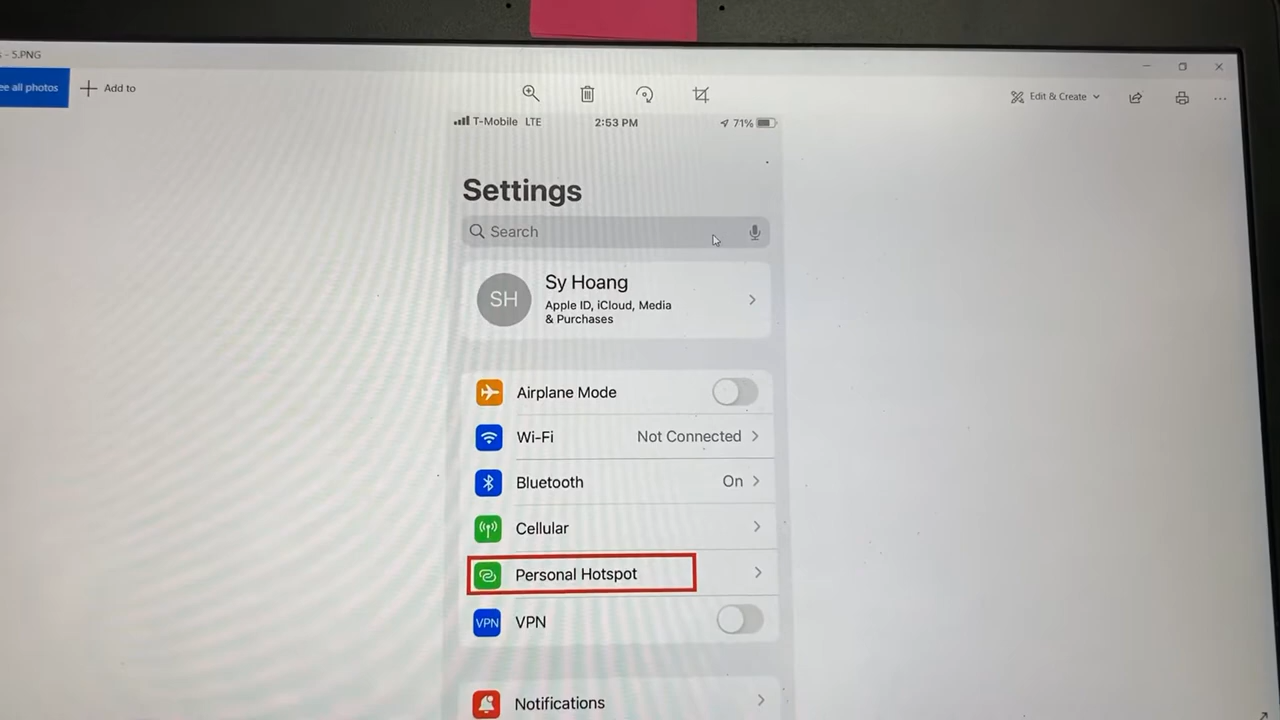 - 5.PNG
ee all photos
Add to
Edit & Create
T-Mobile LTE
2:53 PM
71%
Settings
Search
SH
Sy Hoang
Apple ID, iCloud, Media
& Purchases
Airplane Mode
Wi-Fi
Not Connected
Bluetooth
On
Cellular
Personal Hotspot
VPN
VPN
Notifications